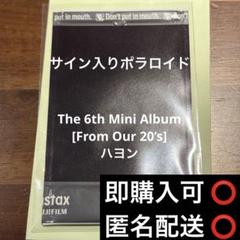 put in mouth. Don't put in mouth.
サイン入りポラロイド
The 6th Mini Album
[From Our 20's]
ハヨン
stax
FUJIFILM
即購入可⭕
匿名配送⭕